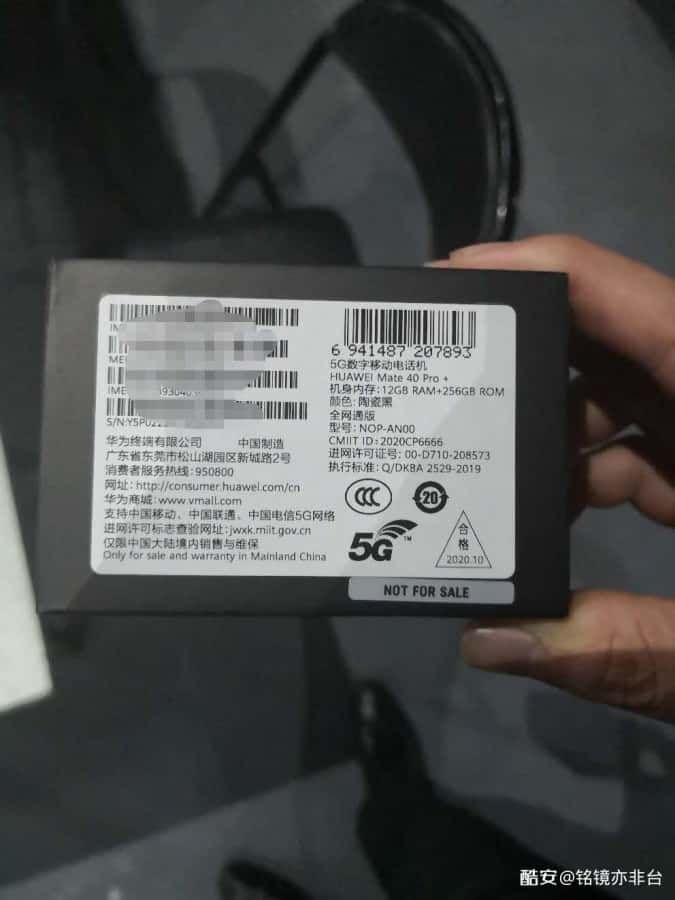 6 941487 207893
5G数字移动电话机
HUAWEI Mate 40 Pro +
机身内存:12GB RAM+256GB ROM
颜色:陶瓷黑
全网通版
型号:NOP-AN00
CMIIT ID:2020CP6666
进网许可证号:00-D710-208573
执行标准:Q/DKBA 2529-2019
CCC
20
5G™
合格
2020.10
IM
MEI
IME
S/N:Y5P022
华为终端有限公司 中国制造
广东省东莞市松山湖园区新城路2号
消费者服务热线:950800
网址:http://consumer.huawei.com/cn
华为商城:www.vmall.com
支持中国移动、中国联通、中国电信5G网络
进网许可标志查验网址:jwxk.miit.gov.cn
仅限中国大陆境内销售与维保
Only for sale and warranty in Mainland China
NOT FOR SALE
酷安@铭镜亦非台